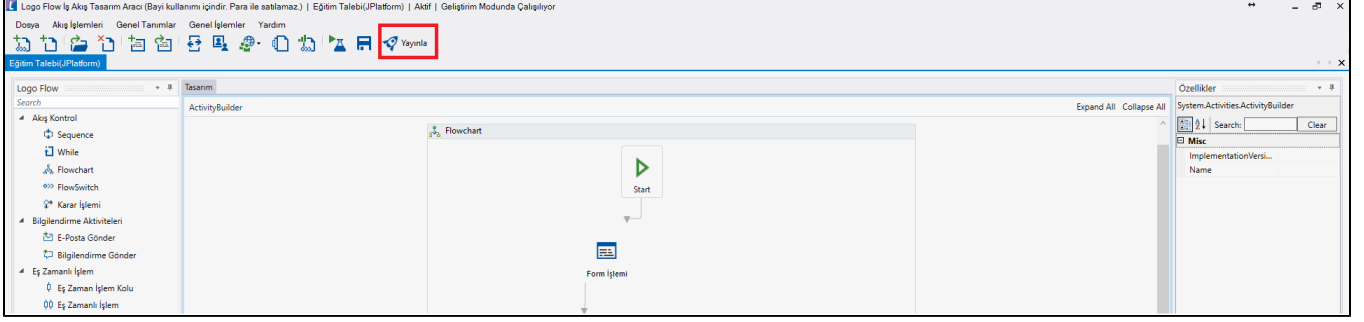 Logo Flow İş Akış Tasarım Aracı (Bayi kullanımı içindir. Para ile satılamaz.) | Eğitim Talebi(JPlatform) | Aktif | Geliştirim Modunda Çalışılıyor
Dosya Akış İşlemleri Genel Tanımlar Genel İşlemler Yardım
Yayınla
Eğitim Talebi(JPlatform)
Logo Flow
Search
Akış Kontrol
Sequence
While
Flowchart
FlowSwitch
Karar İşlemi
Bilgilendirme Aktiviteleri
E-Posta Gönder
Bilgilendirme Gönder
Eş Zamanlı İşlem
Eş Zaman İşlem Kolu
Eş Zamanlı İşlem
Tasarım
ActivityBuilder
Expand All Collapse All
Flowchart
Start
Form İşlemi
Özellikler
System.Activities.ActivityBuilder
Search: Clear
Misc
ImplementationVersi...
Name